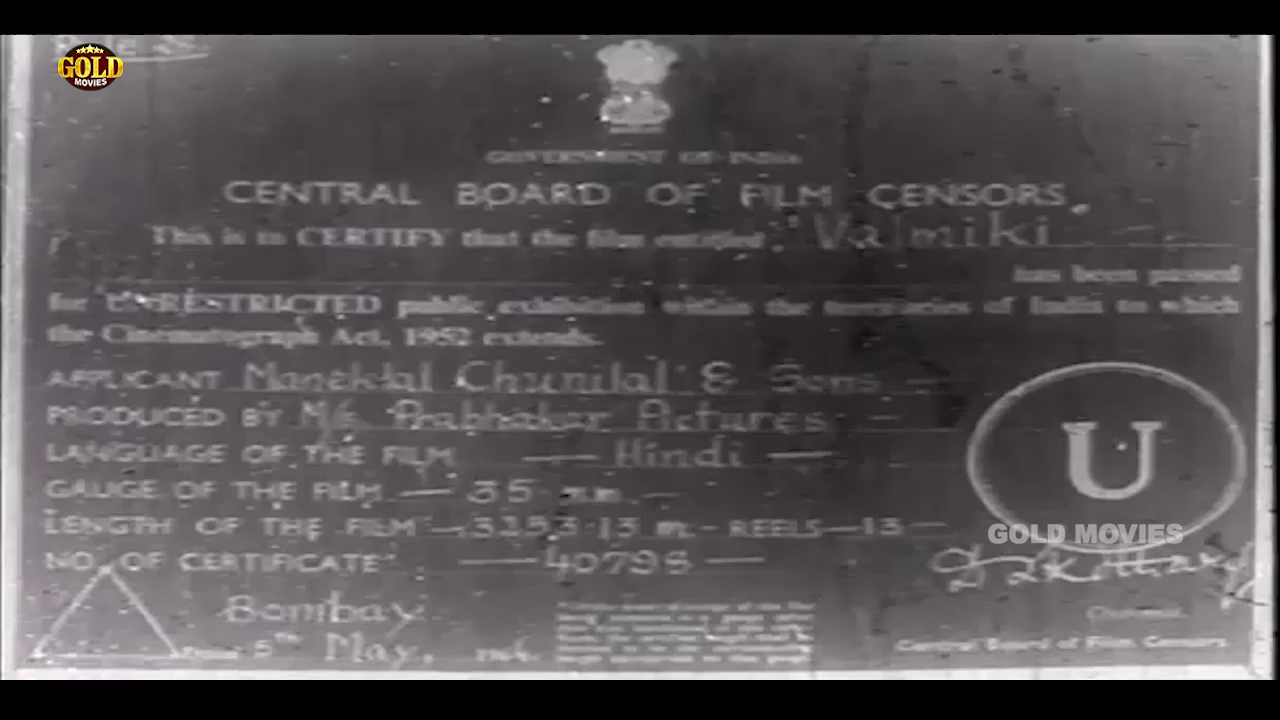 GOLD
MOVIES
GOVERNMENT OF INDIA
CENTRAL BOARD OF FILM CENSORS
This is to CERTIFY that the film entitled "Valmiki
has been passed
for UNRESTRICTED public exhibition within the territories of India to which
the Cinematograph Act, 1952 extends.
APPLICANT Maneklal Chunilal & Sons
PRODUCED BY M/s Prabhakar Pictures
LANGUAGE OF THE FILM — Hindi —
GAUGE OF THE FILM — 35 m.m. —
LENGTH OF THE FILM — 3253.13 m. - REELS — 13 —
NO. OF CERTIFICATE — 40798 —
U
GOLD MOVIES
Bombay
5th May,
Chairman
Central Board of Film Censors